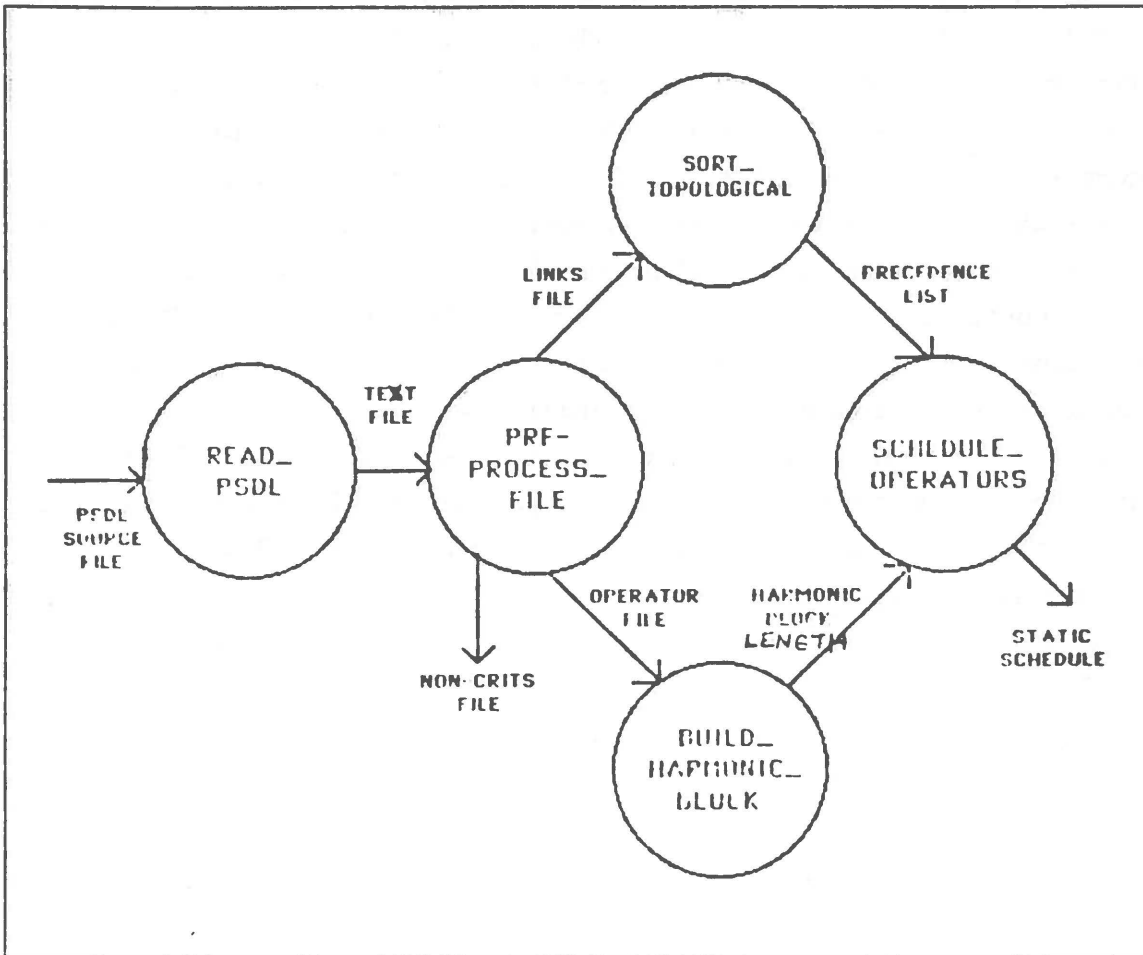 SORT_
TOPOLOGICAL
LINKS
FILE
PRECEDENCE
LIST
TEXT
FILE
READ_
PSDL
PRE-
PROCESS_
FILE
SCHEDULE_
OPERATORS
PSDL
SOURCE
FILE
OPERATOR
FILE
HARMONIC
BLOCK
LENGTH
NON-CRITS
FILE
STATIC
SCHEDULE
BUILD_
HARMONIC_
BLOCK